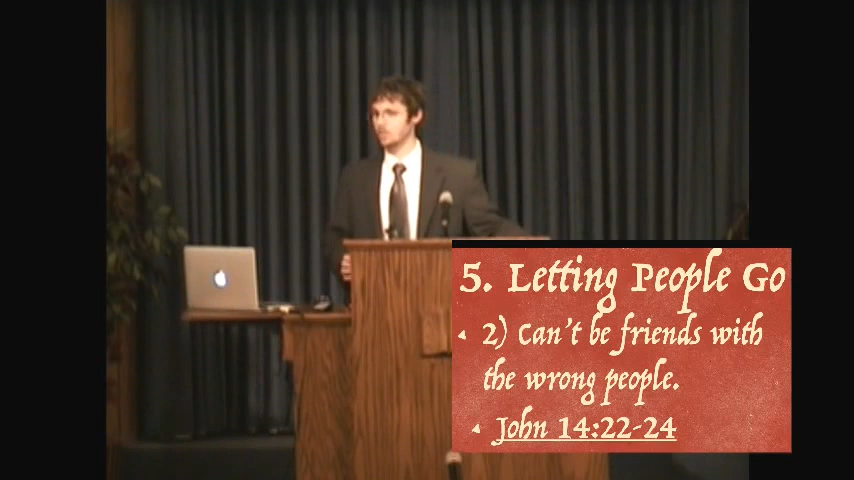 5. Letting People Go
2) Can't be friends with
the wrong people.
John 14:22-24